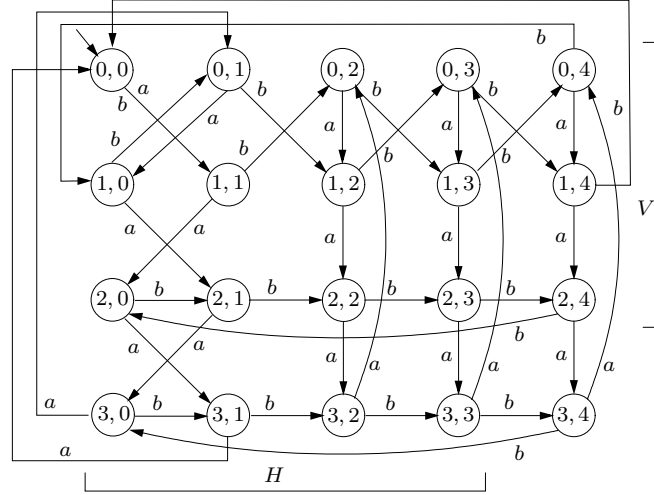 b
0, 0 a 0, 1 b 0, 2 b 0, 3 b 0, 4
b b
b a b a a a
b b
1, 0 1, 1 1, 2 1, 3 1, 4
V
a a a a a
2, 0 b 2, 1 b 2, 2 b 2, 3 b 2, 4
b
a a a a a a a a
a 3, 0 b 3, 1 b 3, 2 b 3, 3 b 3, 4
a b
H